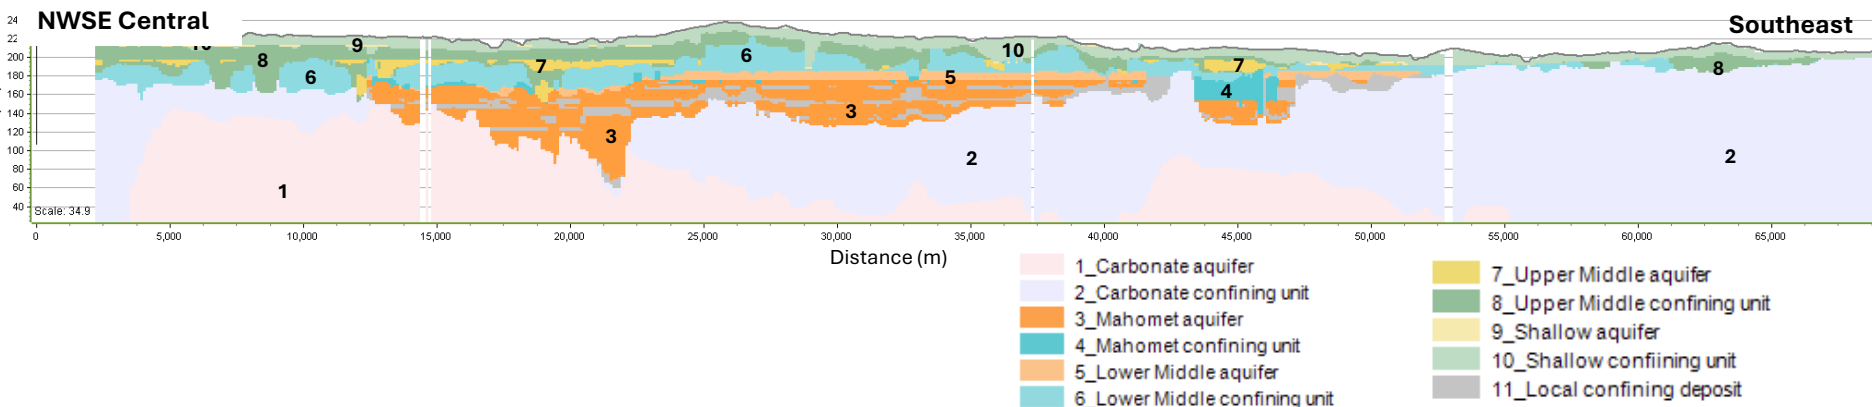 NWSE Central
Southeast
24
22
200
180
160
140
120
100
80
60
40
10
9
8
6
7
6
10
5
7
8
4
3
3
2
2
1
Scale: 34.9
0
5,000
10,000
15,000
20,000
25,000
30,000
35,000
40,000
45,000
50,000
55,000
60,000
65,000
Distance (m)
1_Carbonate aquifer
2_Carbonate confining unit
3_Mahomet aquifer
4_Mahomet confining unit
5_Lower Middle aquifer
6_Lower Middle confining unit
7_Upper Middle aquifer
8_Upper Middle confining unit
9_Shallow aquifer
10_Shallow confiining unit
11_Local confining deposit